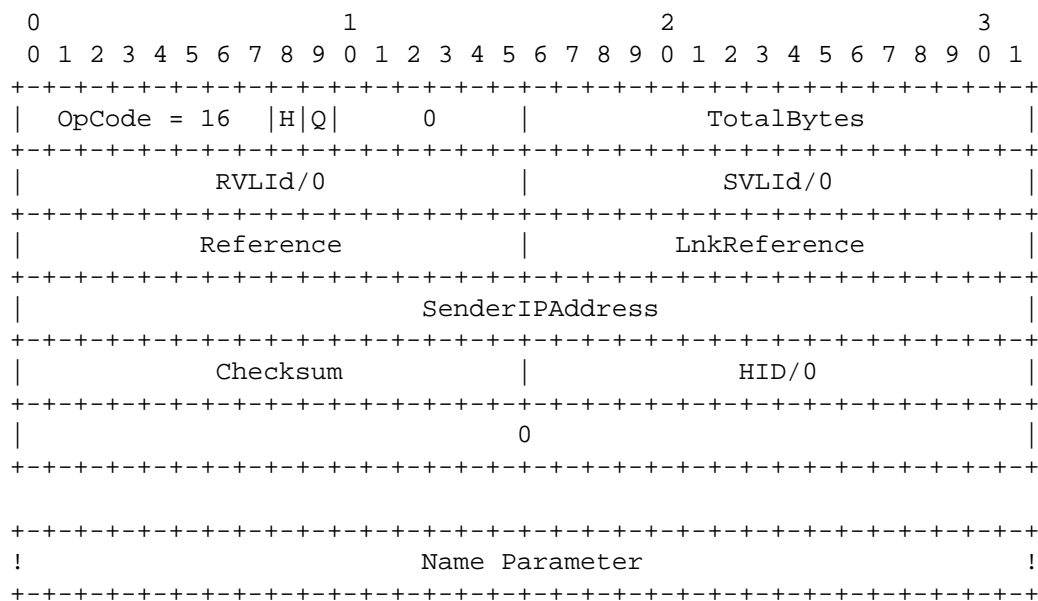 0                   1                   2                   3
 0 1 2 3 4 5 6 7 8 9 0 1 2 3 4 5 6 7 8 9 0 1 2 3 4 5 6 7 8 9 0 1
+-+-+-+-+-+-+-+-+-+-+-+-+-+-+-+-+-+-+-+-+-+-+-+-+-+-+-+-+-+-+-+-+
|  OpCode = 16  |H|Q|     0     |           TotalBytes          |
+-+-+-+-+-+-+-+-+-+-+-+-+-+-+-+-+-+-+-+-+-+-+-+-+-+-+-+-+-+-+-+-+
|            RVLId/0            |            SVLId/0            |
+-+-+-+-+-+-+-+-+-+-+-+-+-+-+-+-+-+-+-+-+-+-+-+-+-+-+-+-+-+-+-+-+
|           Reference           |         LnkReference          |
+-+-+-+-+-+-+-+-+-+-+-+-+-+-+-+-+-+-+-+-+-+-+-+-+-+-+-+-+-+-+-+-+
|                         SenderIPAddress                       |
+-+-+-+-+-+-+-+-+-+-+-+-+-+-+-+-+-+-+-+-+-+-+-+-+-+-+-+-+-+-+-+-+
|            Checksum           |             HID/0             |
+-+-+-+-+-+-+-+-+-+-+-+-+-+-+-+-+-+-+-+-+-+-+-+-+-+-+-+-+-+-+-+-+
|                               0                               |
+-+-+-+-+-+-+-+-+-+-+-+-+-+-+-+-+-+-+-+-+-+-+-+-+-+-+-+-+-+-+-+-+

+-+-+-+-+-+-+-+-+-+-+-+-+-+-+-+-+-+-+-+-+-+-+-+-+-+-+-+-+-+-+-+-+
!                         Name Parameter                        !
+-+-+-+-+-+-+-+-+-+-+-+-+-+-+-+-+-+-+-+-+-+-+-+-+-+-+-+-+-+-+-+-+